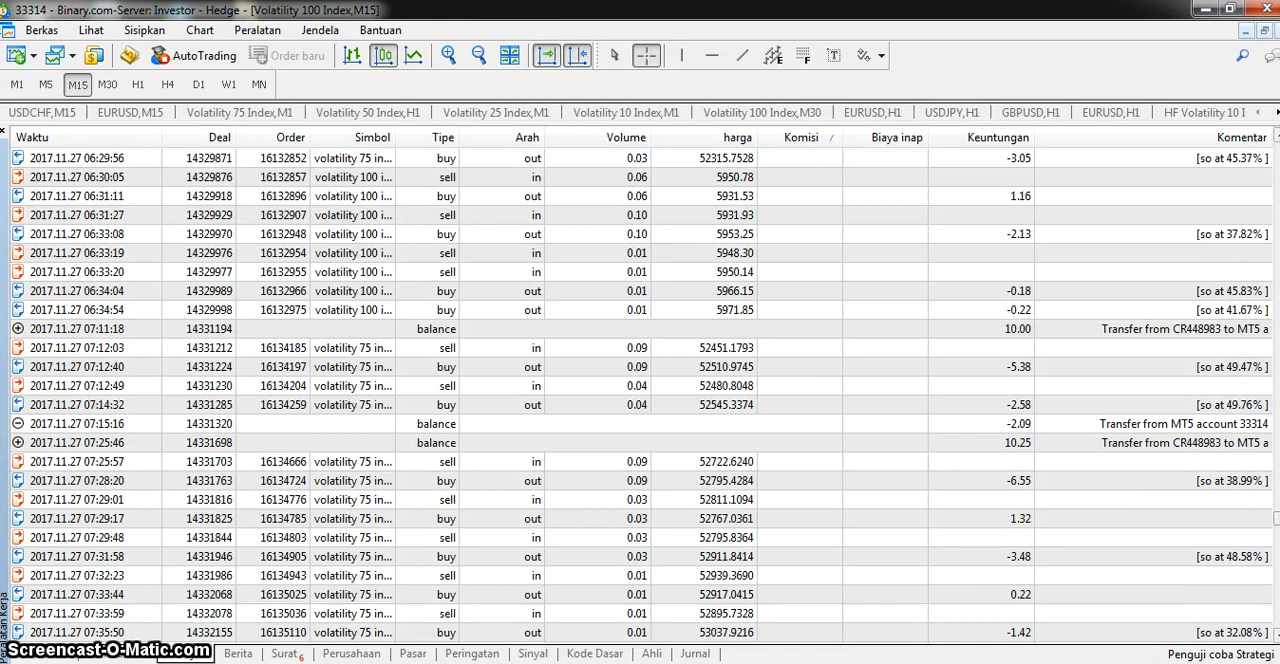 33314 - Binary.com-Server: Investor - Hedge - [Volatility 100 Index,M15]
Berkas Lihat Sisipkan Chart Peralatan Jendela Bantuan
AutoTrading Order baru
M1 M5 M15 M30 H1 H4 D1 W1 MN
USDCHF,M15 EURUSD,M15 Volatility 75 Index,M1 Volatility 50 Index,H1 Volatility 25 Index,M1 Volatility 10 Index,M1 Volatility 100 Index,M30 EURUSD,H1 USDJPY,H1 GBPUSD,H1 EURUSD,H1 HF Volatility 10 I
Waktu Deal Order Simbol Tipe Arah Volume harga Komisi / Biaya inap Keuntungan Komentar
2017.11.27 06:29:56 14329871 16132852 volatility 75 in... buy out 0.03 52315.7528 -3.05 [so at 45.37% ]
2017.11.27 06:30:05 14329876 16132857 volatility 100 i... sell in 0.06 5950.78
2017.11.27 06:31:11 14329918 16132896 volatility 100 i... buy out 0.06 5931.53 1.16
2017.11.27 06:31:27 14329929 16132907 volatility 100 i... sell in 0.10 5931.93
2017.11.27 06:33:08 14329970 16132948 volatility 100 i... buy out 0.10 5953.25 -2.13 [so at 37.82% ]
2017.11.27 06:33:19 14329976 16132954 volatility 100 i... sell in 0.01 5948.30
2017.11.27 06:33:20 14329977 16132955 volatility 100 i... sell in 0.01 5950.14
2017.11.27 06:34:04 14329989 16132966 volatility 100 i... buy out 0.01 5966.15 -0.18 [so at 45.83% ]
2017.11.27 06:34:54 14329998 16132975 volatility 100 i... buy out 0.01 5971.85 -0.22 [so at 41.67% ]
2017.11.27 07:11:18 14331194 balance 10.00 Transfer from CR448983 to MT5 a
2017.11.27 07:12:03 14331212 16134185 volatility 75 in... sell in 0.09 52451.1793
2017.11.27 07:12:40 14331224 16134197 volatility 75 in... buy out 0.09 52510.9745 -5.38 [so at 49.47% ]
2017.11.27 07:12:49 14331230 16134204 volatility 75 in... sell in 0.04 52480.8048
2017.11.27 07:14:32 14331285 16134259 volatility 75 in... buy out 0.04 52545.3374 -2.58 [so at 49.76% ]
2017.11.27 07:15:16 14331320 balance -2.09 Transfer from MT5 account 33314
2017.11.27 07:25:46 14331698 balance 10.25 Transfer from CR448983 to MT5 a
2017.11.27 07:25:57 14331703 16134666 volatility 75 in... sell in 0.09 52722.6240
2017.11.27 07:28:20 14331763 16134724 volatility 75 in... buy out 0.09 52795.4284 -6.55 [so at 38.99% ]
2017.11.27 07:29:01 14331816 16134776 volatility 75 in... sell in 0.03 52811.1094
2017.11.27 07:29:17 14331825 16134785 volatility 75 in... buy out 0.03 52767.0361 1.32
2017.11.27 07:29:48 14331844 16134803 volatility 75 in... sell in 0.03 52795.8364
2017.11.27 07:31:58 14331946 16134905 volatility 75 in... buy out 0.03 52911.8414 -3.48 [so at 48.58% ]
2017.11.27 07:32:23 14331986 16134943 volatility 75 in... sell in 0.01 52939.3690
2017.11.27 07:33:44 14332068 16135025 volatility 75 in... buy out 0.01 52917.0415 0.22
2017.11.27 07:33:59 14332078 16135036 volatility 75 in... sell in 0.01 52895.7328
2017.11.27 07:35:50 14332155 16135110 volatility 75 in... buy out 0.01 53037.9216 -1.42 [so at 32.08% ]
Peralatan Kerja
Screencast-O-Matic.com Berita Surat 6 Perusahaan Pasar Peringatan Sinyal Kode Dasar Ahli Jurnal Penguji coba Strategi